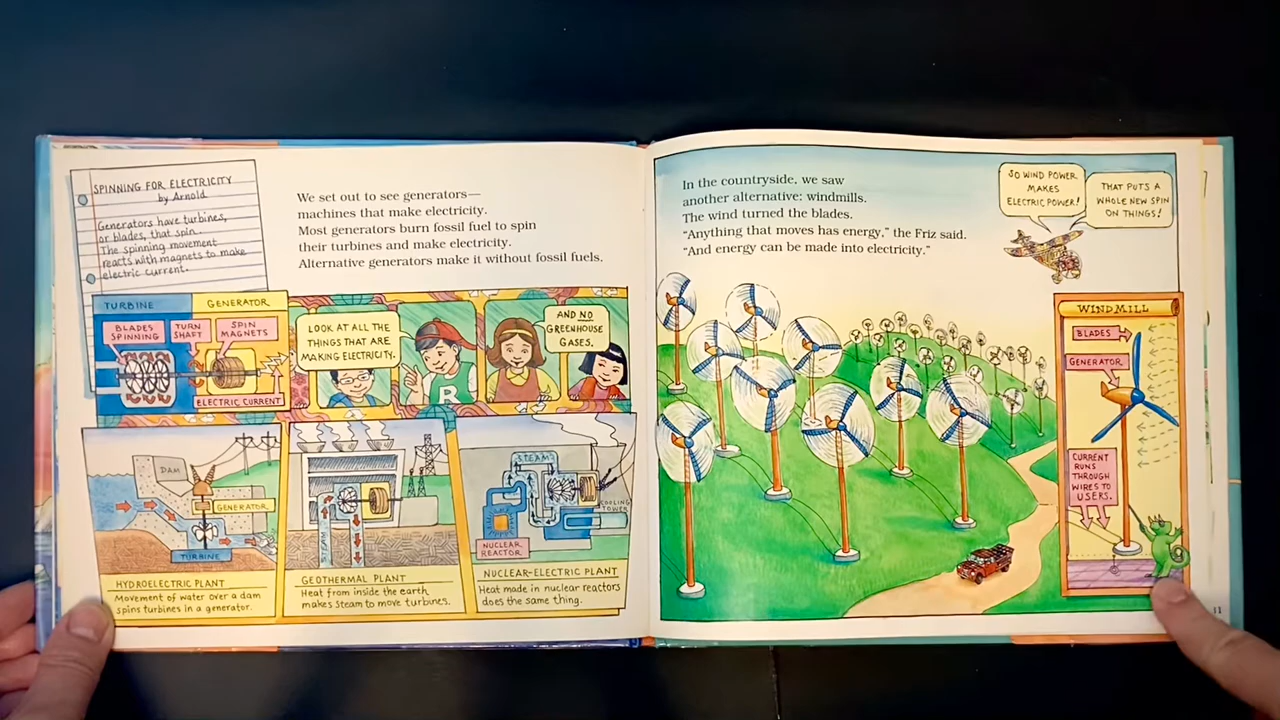 SPINNING FOR ELECTRICITY
by Arnold
Generators have turbines,
or blades, that spin.
The spinning movement
reacts with magnets to make
electric current.
We set out to see generators—
machines that make electricity.
Most generators burn fossil fuel to spin
their turbines and make electricity.
Alternative generators make it without fossil fuels.
TURBINE
GENERATOR
BLADES
SPINNING
TURN
SHAFT
SPIN
MAGNETS
ELECTRIC CURRENT
LOOK AT ALL THE
THINGS THAT ARE
MAKING ELECTRICITY.
R
AND NO
GREENHOUSE
GASES.
DAM
GENERATOR
TURBINE
HYDROELECTRIC PLANT
Movement of water over a dam
spins turbines in a generator.
STEAM
GEOTHERMAL PLANT
Heat from inside the earth
makes steam to move turbines.
STEAM
COOLING
TOWER
NUCLEAR
REACTOR
NUCLEAR-ELECTRIC PLANT
Heat made in nuclear reactors
does the same thing.
In the countryside, we saw
another alternative: windmills.
The wind turned the blades.
“Anything that moves has energy,” the Friz said.
“And energy can be made into electricity.”
SO WIND POWER
MAKES
ELECTRIC POWER!
THAT PUTS A
WHOLE NEW SPIN
ON THINGS!
WINDMILL
BLADES
GENERATOR
CURRENT
RUNS
THROUGH
WIRES TO
USERS.